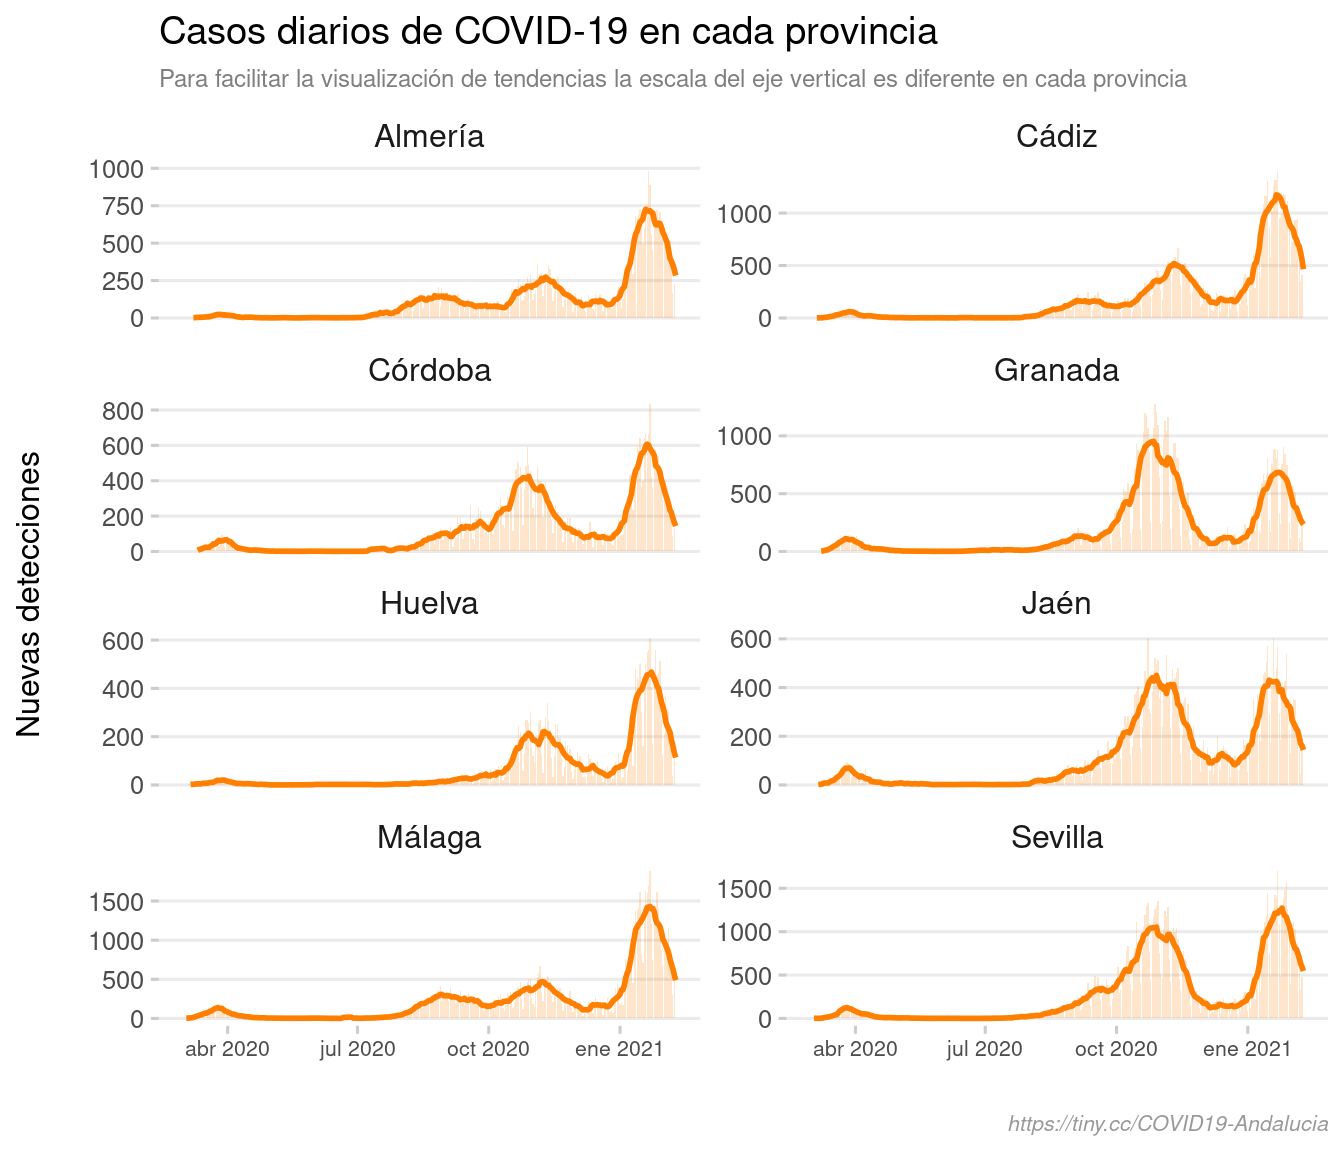 Casos diarios de COVID-19 en cada provincia
Para facilitar la visualización de tendencias la escala del eje vertical es diferente en cada provincia
Nuevas detecciones
Almería
1000
750
500
250
0
Cádiz
1000
500
0
Córdoba
800
600
400
200
0
Granada
1000
500
0
Huelva
600
400
200
0
Jaén
600
400
200
0
Málaga
1500
1000
500
0
Sevilla
1500
1000
500
0
abr 2020 jul 2020 oct 2020 ene 2021
abr 2020 jul 2020 oct 2020 ene 2021
https://tiny.cc/COVID19-Andalucia